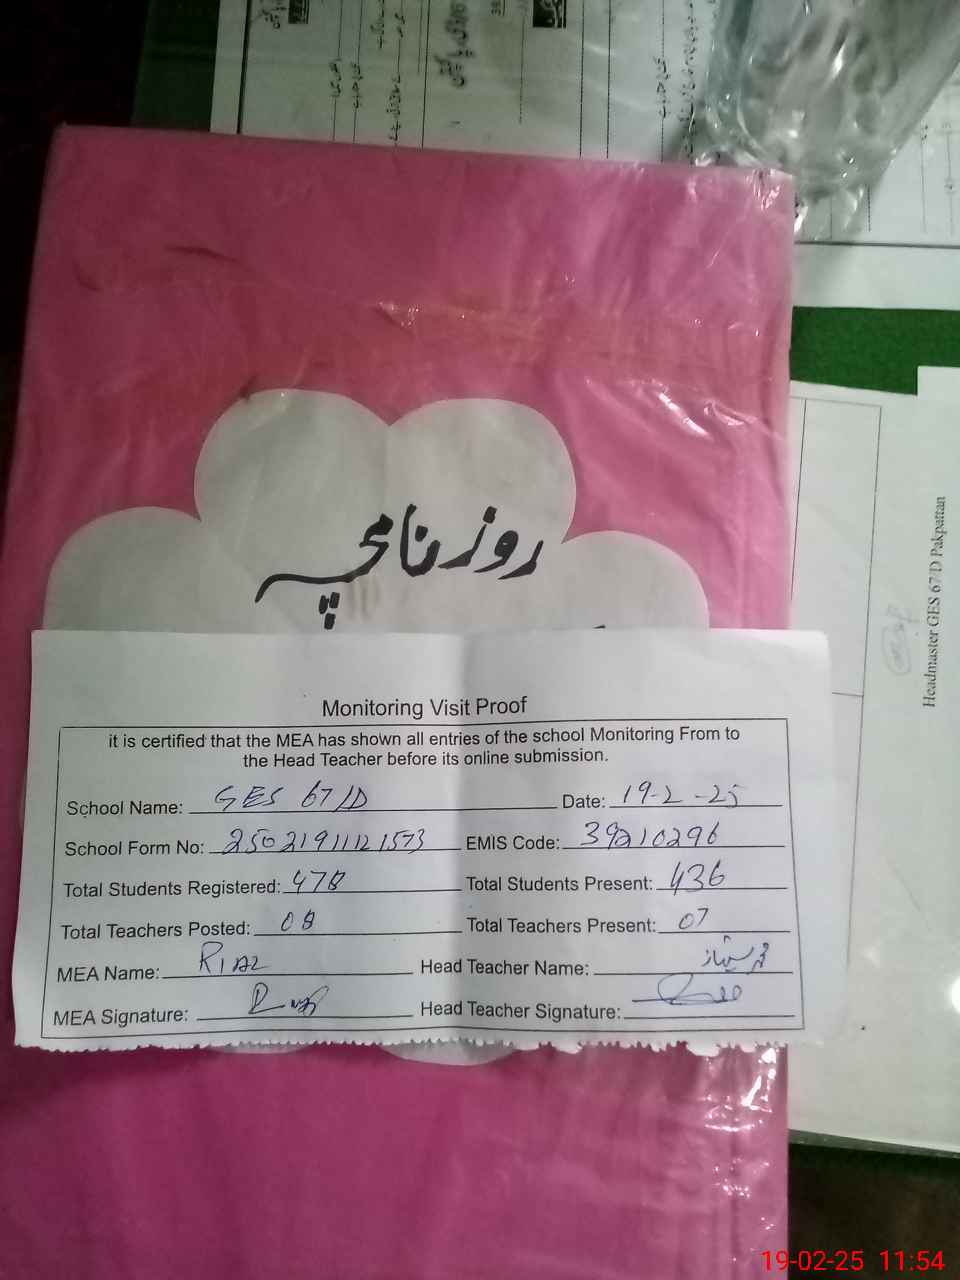 روزنامچہ
Monitoring Visit Proof
it is certified that the MEA has shown all entries of the school Monitoring From to
the Head Teacher before its online submission.
School Name: GES 67/D Date: 19-2-25
School Form No: 25021911121573 EMIS Code: 39210296
Total Students Registered: 478 Total Students Present: 436
Total Teachers Posted: 08 Total Teachers Present: 07
MEA Name: RIAZ Head Teacher Name:
MEA Signature: Head Teacher Signature:
Headmaster GES 67/D Pakpattan
19-02-25 11:54